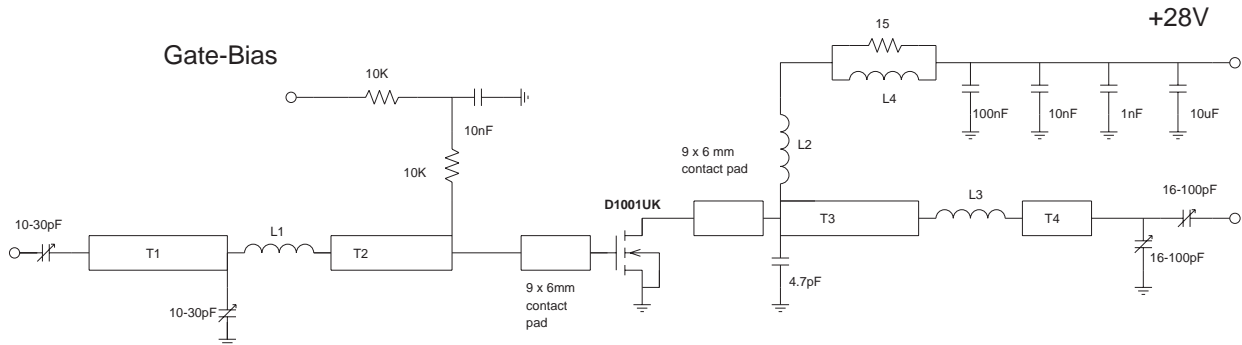 +28V
15
Gate-Bias
10K
L4
100nF
10nF
1nF
10uF
10nF
L2
9 x 6 mm
contact pad
10K
L3
D1001UK
16-100pF
10-30pF
L1
T1
T2
T3
T4
16-100pF
4.7pF
9 x 6mm
contact
pad
10-30pF